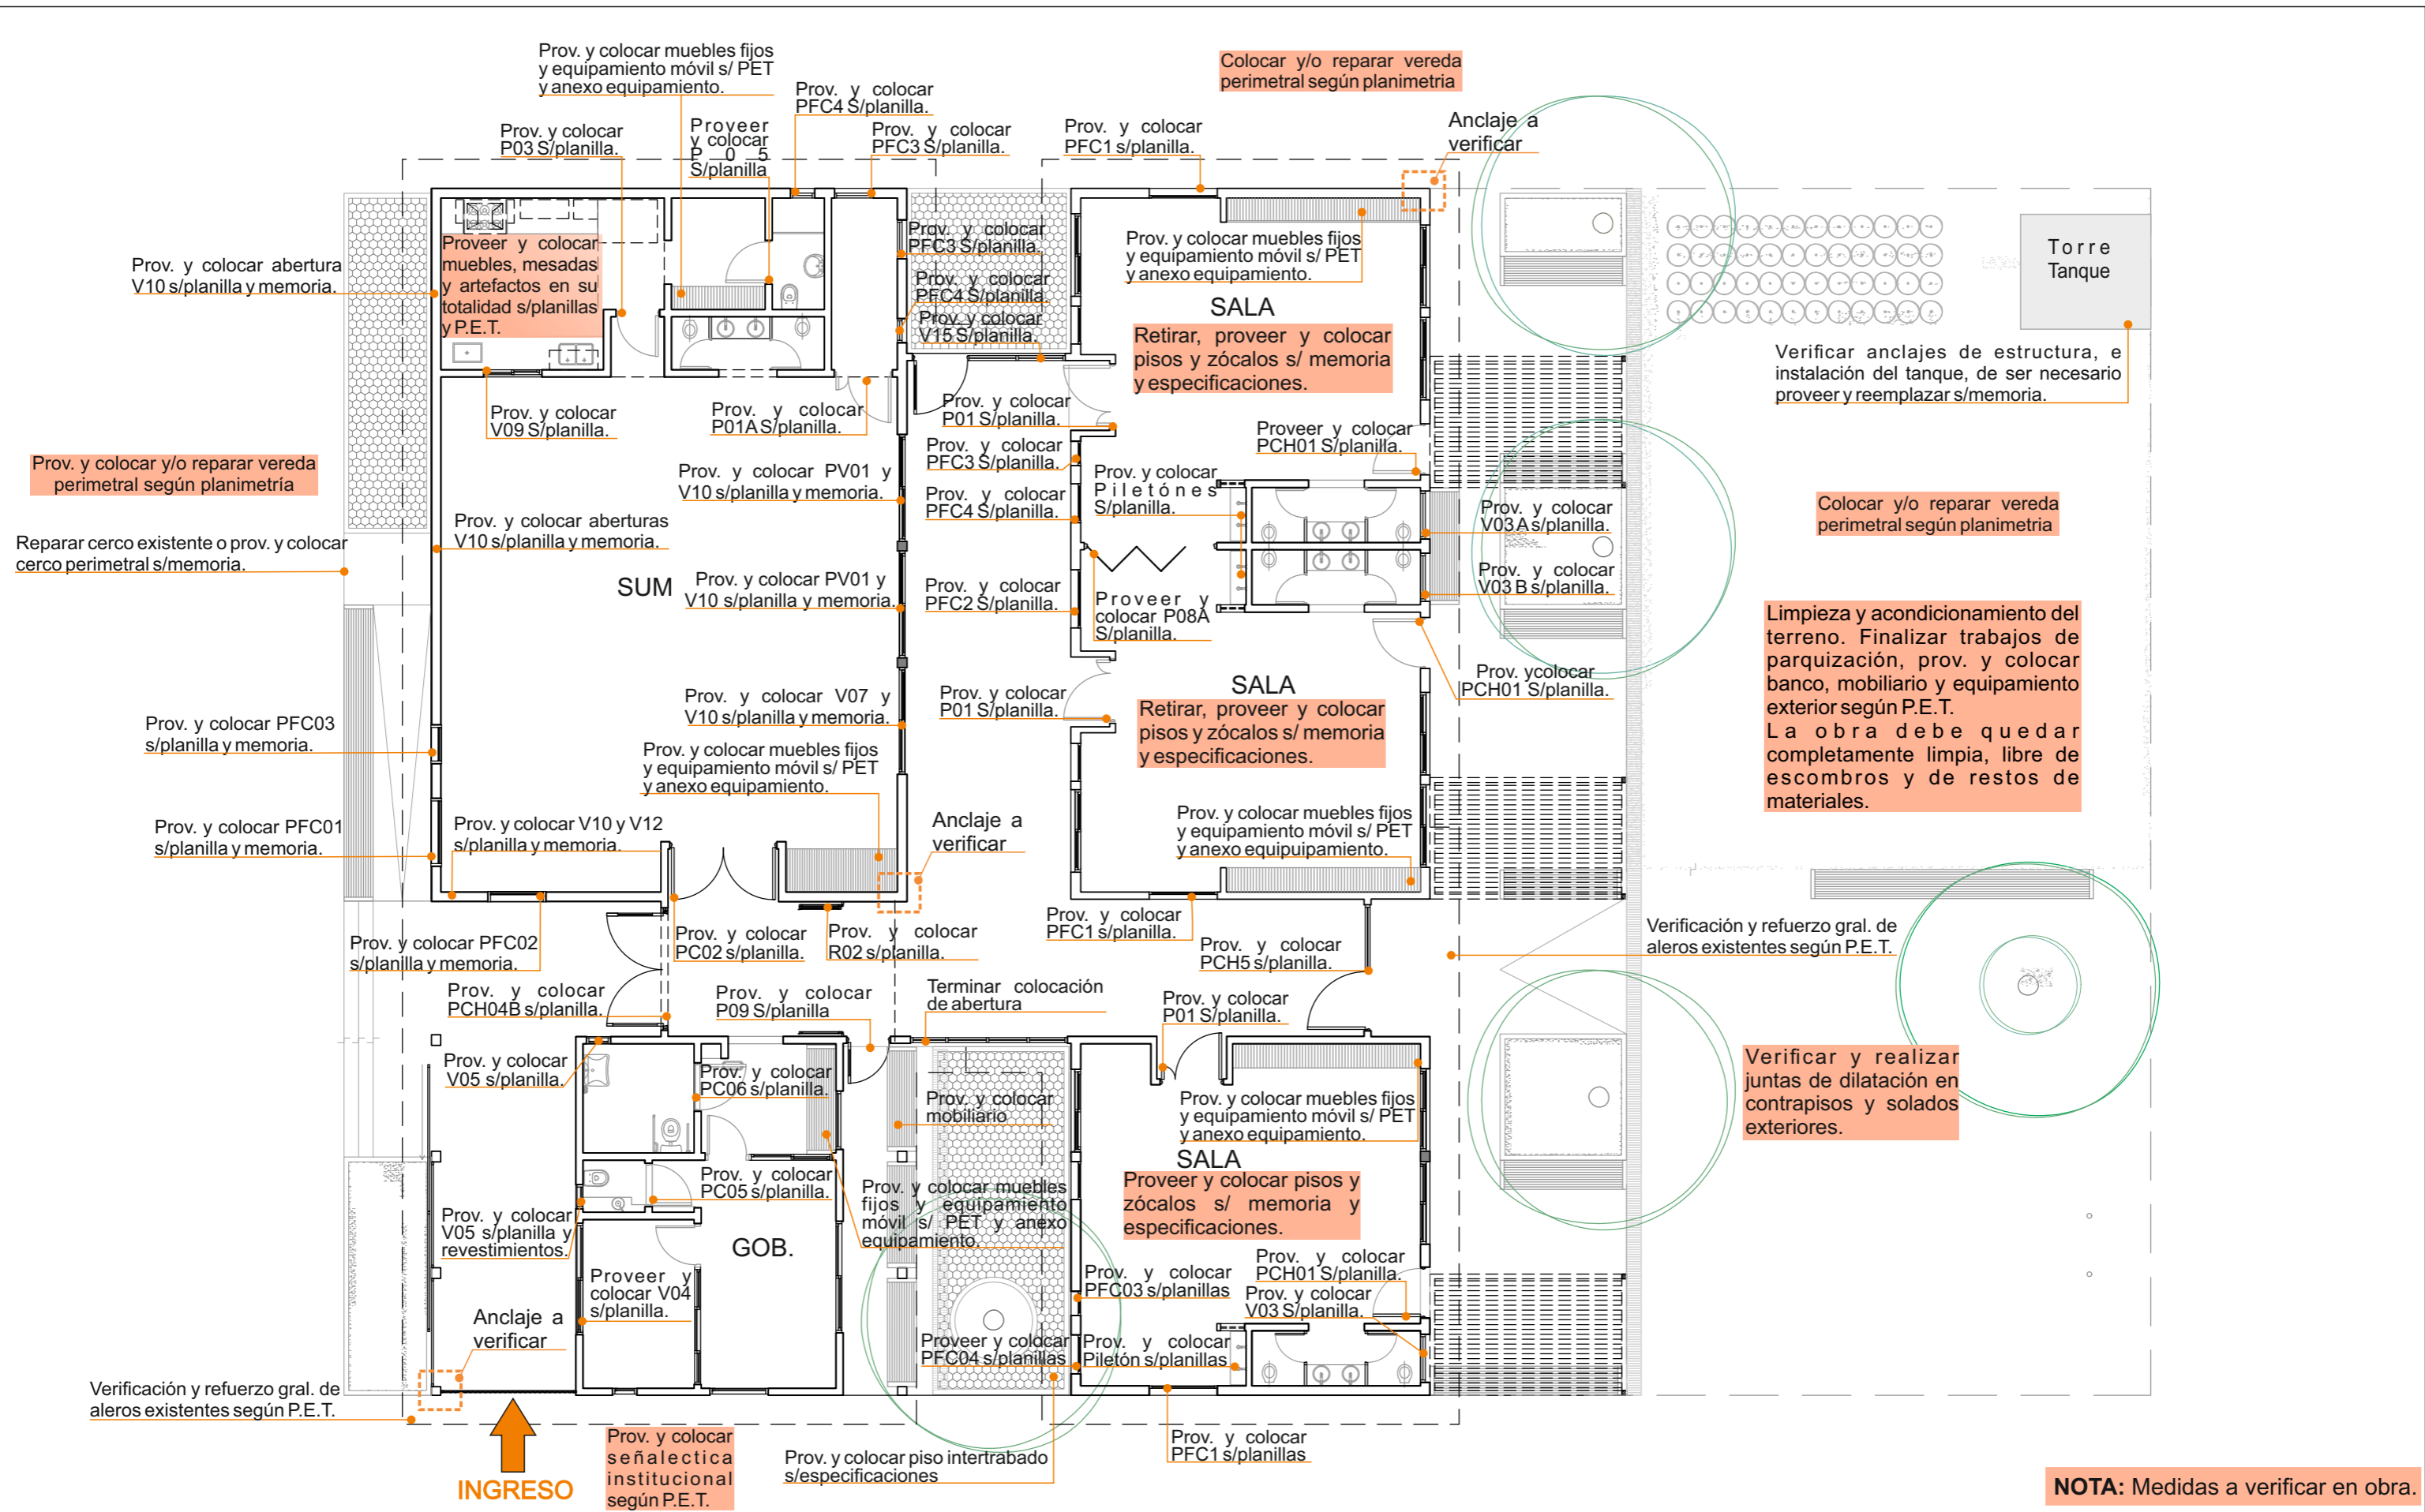 Prov. y colocar muebles fijos
y equipamiento móvil s/ PET
y anexo equipamiento.
Prov. y colocar
PFC4 S/planilla.
Colocar y/o reparar vereda
perimetral según planimetria
Prov. y colocar
P03 S/planilla.
Proveer
y colocar
P 0 5
S/planilla
Prov. y colocar
PFC3 S/planilla.
Prov. y colocar
PFC1 s/planilla.
Anclaje a
verificar
Prov. y colocar abertura
V10 s/planilla y memoria.
Proveer y colocar
muebles, mesadas
y artefactos en su
totalidad s/planillas
y P.E.T.
Prov. y colocar
PFC3 S/planilla.
Prov. y colocar
PFC4 S/planilla.
Prov. y colocar
V15 S/planilla.
Prov. y colocar muebles fijos
y equipamiento móvil s/ PET
y anexo equipamiento.
SALA
Retirar, proveer y colocar
pisos y zócalos s/ memoria
y especificaciones.
Torre
Tanque
Verificar anclajes de estructura, e
instalación del tanque, de ser necesario
proveer y reemplazar s/memoria.
Prov. y colocar
V09 S/planilla.
Prov. y colocar
P01A S/planilla.
Prov. y colocar
P01 S/planilla.
Proveer y colocar
PCH01 S/planilla.
Prov. y colocar y/o reparar vereda
perimetral según planimetría
Prov. y colocar PV01 y
V10 s/planilla y memoria.
Prov. y colocar
PFC3 S/planilla.
Prov. y colocar
PFC4 S/planilla.
Prov. y colocar
Piletónes
S/planilla.
Prov. y colocar
V03 A s/planilla.
Colocar y/o reparar vereda
perimetral según planimetria
Prov. y colocar aberturas
V10 s/planilla y memoria.
Reparar cerco existente o prov. y colocar
cerco perimetral s/memoria.
SUM
Prov. y colocar PV01 y
V10 s/planilla y memoria.
Prov. y colocar
PFC2 S/planilla.
Proveer y
colocar P08A
S/planilla.
Prov. y colocar
V03 B s/planilla.
Limpieza y acondicionamiento del
terreno. Finalizar trabajos de
parquización, prov. y colocar
banco, mobiliario y equipamiento
exterior según P.E.T.
La obra debe quedar
completamente limpia, libre de
escombros y de restos de
materiales.
Prov. ycolocar
PCH01 S/planilla.
Prov. y colocar V07 y
V10 s/planilla y memoria.
Prov. y colocar
P01 S/planilla.
SALA
Retirar, proveer y colocar
pisos y zócalos s/ memoria
y especificaciones.
Prov. y colocar PFC03
s/planilla y memoria.
Prov. y colocar muebles fijos
y equipamiento móvil s/ PET
y anexo equipamiento.
Prov. y colocar PFC01
s/planilla y memoria.
Prov. y colocar V10 y V12
s/planilla y memoria.
Anclaje a
verificar
Prov. y colocar muebles fijos
y equipamiento móvil s/ PET
y anexo equipuipamiento.
Prov. y colocar PFC02
s/planilla y memoria.
Prov. y colocar
PC02 s/planilla.
Prov. y colocar
R02 s/planilla.
Prov. y colocar
PFC1 s/planilla.
Prov. y colocar
PCH5 s/planilla.
Verificación y refuerzo gral. de
aleros existentes según P.E.T.
Prov. y colocar
PCH04B s/planilla.
Prov. y colocar
P09 S/planilla
Terminar colocación
de abertura
Prov. y colocar
P01 S/planilla.
Prov. y colocar
V05 s/planilla.
Prov. y colocar
PC06 s/planilla.
Prov. y colocar
mobiliario
Prov. y colocar muebles fijos
y equipamiento móvil s/ PET
y anexo equipamiento.
Verificar y realizar
juntas de dilatación en
contrapisos y solados
exteriores.
SALA
Proveer y colocar pisos y
zócalos s/ memoria y
especificaciones.
Prov. y colocar
PC05 s/planilla.
Prov. y colocar muebles
fijos y equipamiento
móvil s/ PET y anexo
equipamiento.
Prov. y colocar
V05 s/planilla y
revestimientos.
GOB.
Proveer y
colocar V04
s/planilla.
Prov. y colocar
PFC03 s/planillas
Prov. y colocar
PCH01 S/planilla.
Prov. y colocar
V03 S/planilla.
Anclaje a
verificar
Proveer y colocar
PFC04 s/planillas
Prov. y colocar
Piletón s/planillas
Verificación y refuerzo gral. de
aleros existentes según P.E.T.
INGRESO
Prov. y colocar
señalectica
institucional
según P.E.T.
Prov. y colocar piso intertrabado
s/especificaciones
Prov. y colocar
PFC1 s/planillas
NOTA: Medidas a verificar en obra.